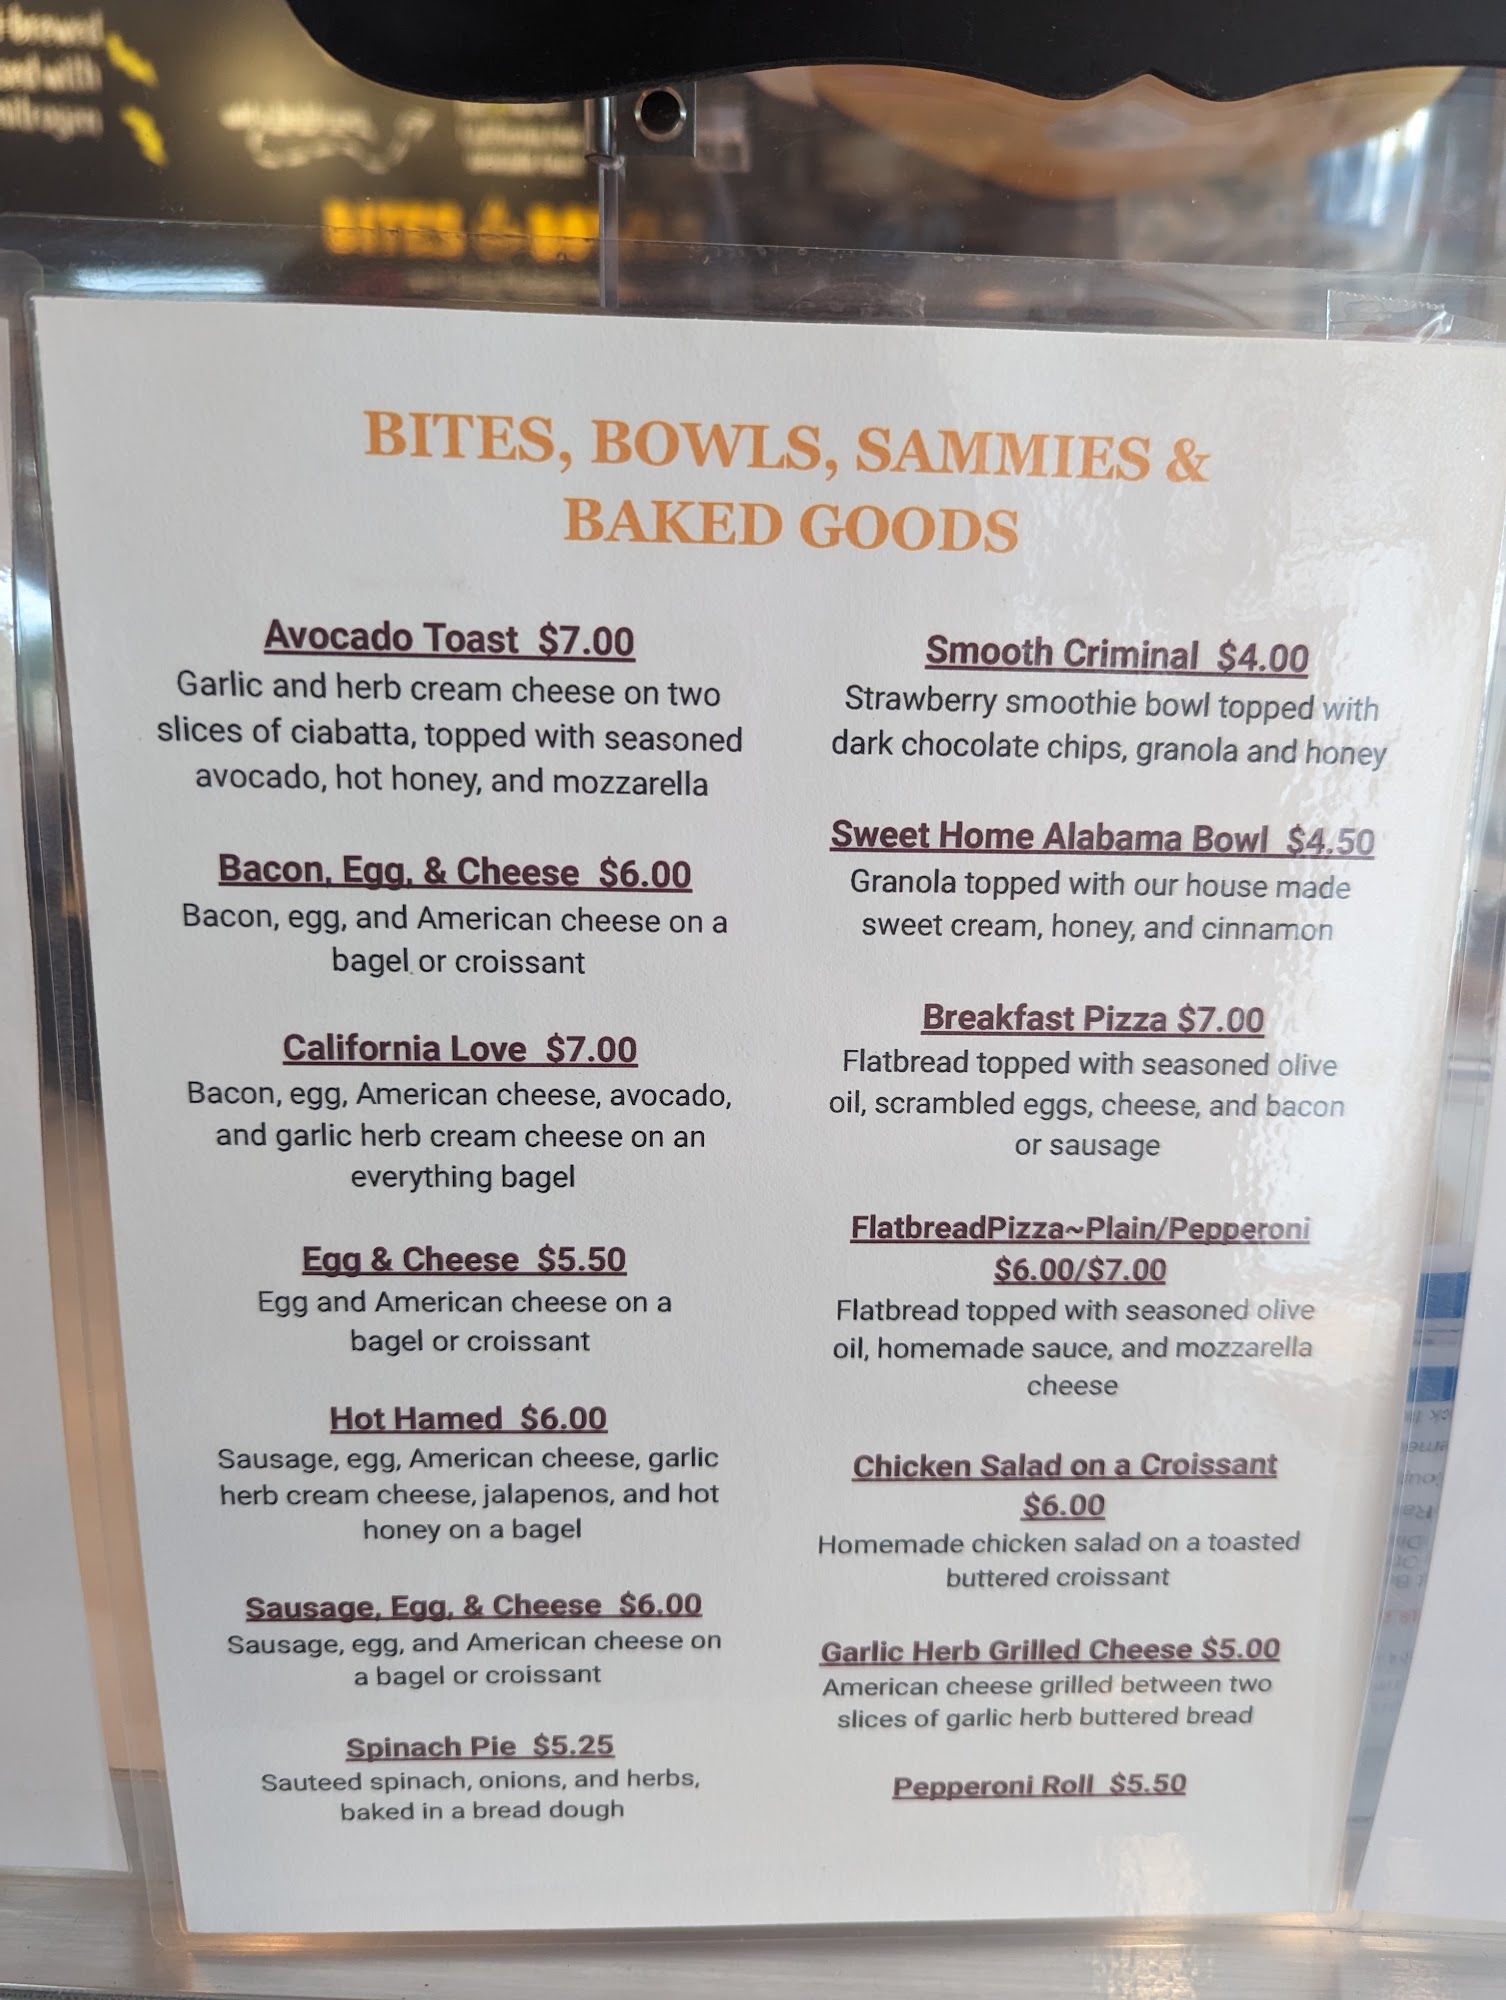 brewed
with
BITES &
BITES, BOWLS, SAMMIES &
BAKED GOODS
Avocado Toast $7.00
Garlic and herb cream cheese on two
slices of ciabatta, topped with seasoned
avocado, hot honey, and mozzarella
Bacon, Egg, & Cheese $6.00
Bacon, egg, and American cheese on a
bagel or croissant
California Love $7.00
Bacon, egg, American cheese, avocado,
and garlic herb cream cheese on an
everything bagel
Egg & Cheese $5.50
Egg and American cheese on a
bagel or croissant
Hot Hamed $6.00
Sausage, egg, American cheese, garlic
herb cream cheese, jalapenos, and hot
honey on a bagel
Sausage, Egg, & Cheese $6.00
Sausage, egg, and American cheese on
a bagel or croissant
Spinach Pie $5.25
Sauteed spinach, onions, and herbs,
baked in a bread dough
Smooth Criminal $4.00
Strawberry smoothie bowl topped with
dark chocolate chips, granola and honey
Sweet Home Alabama Bowl $4.50
Granola topped with our house made
sweet cream, honey, and cinnamon
Breakfast Pizza $7.00
Flatbread topped with seasoned olive
oil, scrambled eggs, cheese, and bacon
or sausage
FlatbreadPizza~Plain/Pepperoni
$6.00/$7.00
Flatbread topped with seasoned olive
oil, homemade sauce, and mozzarella
cheese
Chicken Salad on a Croissant
$6.00
Homemade chicken salad on a toasted
buttered croissant
Garlic Herb Grilled Cheese $5.00
American cheese grilled between two
slices of garlic herb buttered bread
Pepperoni Roll $5.50